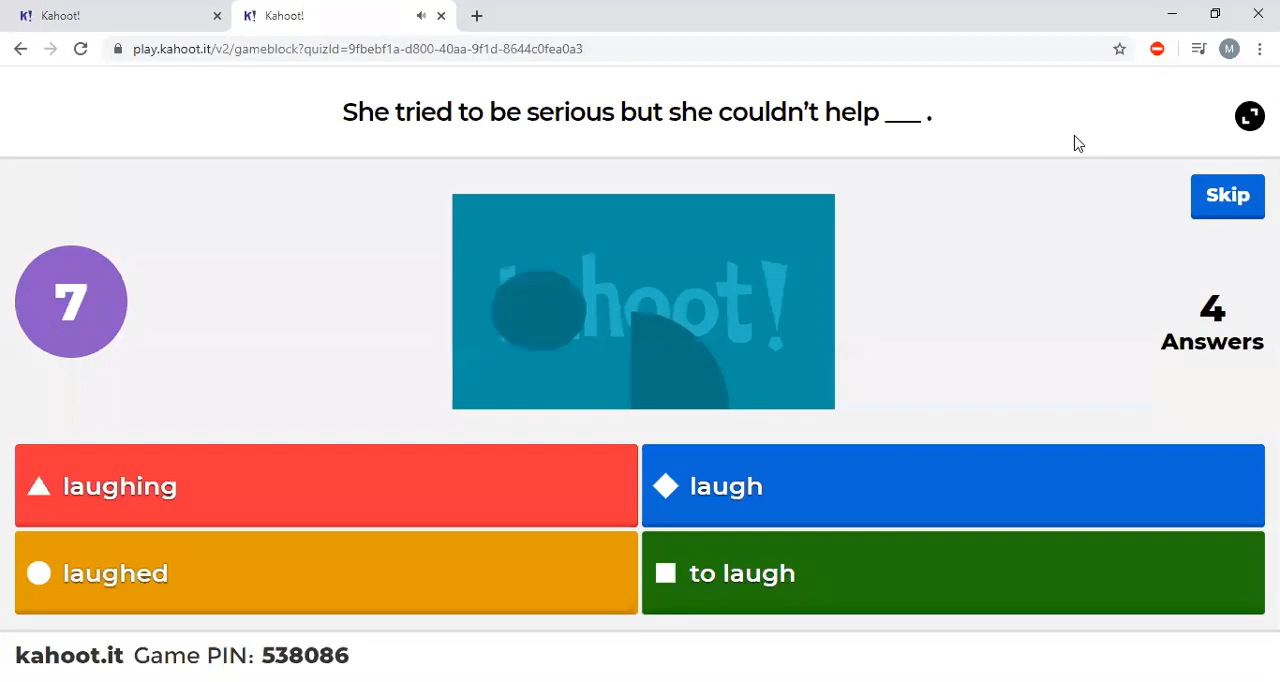 Kahoot!
Kahoot!
play.kahoot.it/v2/gameblock?quizId=9fbebf1a-d800-40aa-9f1d-8644c0fea0a3
M
She tried to be serious but she couldn't help ___ .
Skip
7
4
Answers
laughing
laugh
laughed
to laugh
kahoot.it Game PIN: 538086